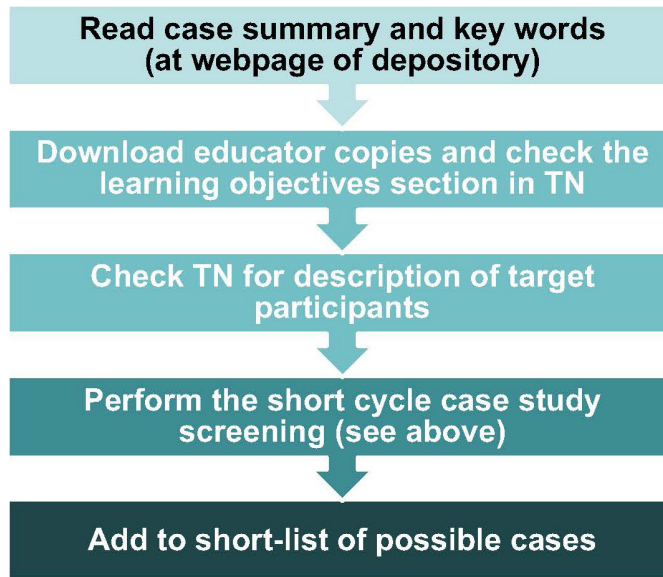 Read case summary and key words
(at webpage of depository)
Download educator copies and check the
learning objectives section in TN
Check TN for description of target
participants
Perform the short cycle case study
screening (see above)
Add to short-list of possible cases